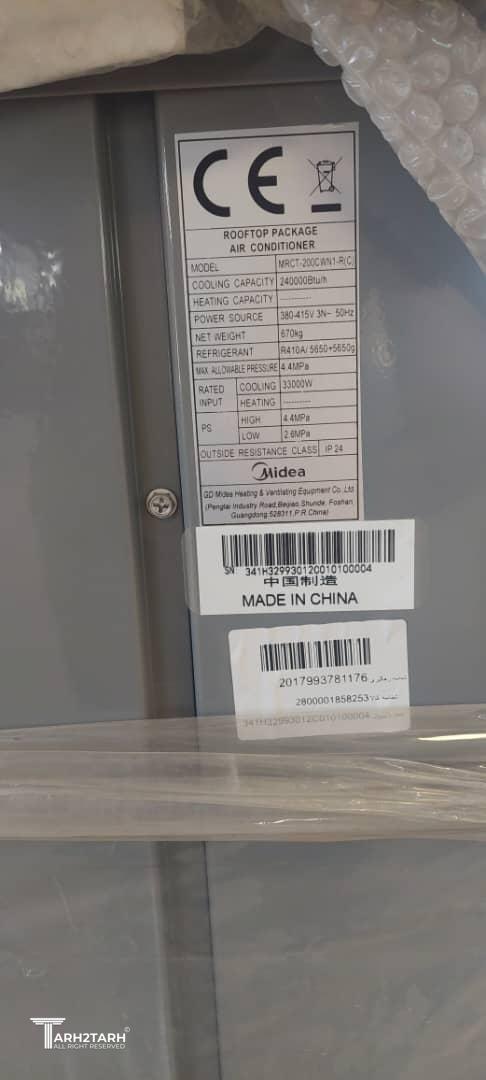 CE
ROOFTOP PACKAGE
AIR CONDITIONER
MODEL MRCT-200CWN1-R(C)
COOLING CAPACITY 240000Btu/h
HEATING CAPACITY ----------
POWER SOURCE 380-415V 3N~ 50Hz
NET WEIGHT 670kg
REFRIGERANT R410A/ 5650+5650g
MAX. ALLOWABLE PRESSURE 4.4MPa
RATED INPUT COOLING 33000W
HEATING ----------
PS HIGH 4.4MPa
LOW 2.6MPa
OUTSIDE RESISTANCE CLASS IP 24
Midea
GD Midea Heating & Ventilating Equipment Co.,Ltd
(Penglai Industry Road,Beijiao,Shunde, Foshan,
Guangdong,528311,P.R.China)
SN 341H32993012001010004
中国制造
MADE IN CHINA
2017993781176
2800001858253 شناسه کالا
TARH2TARH©
ALL RIGHT RESERVED